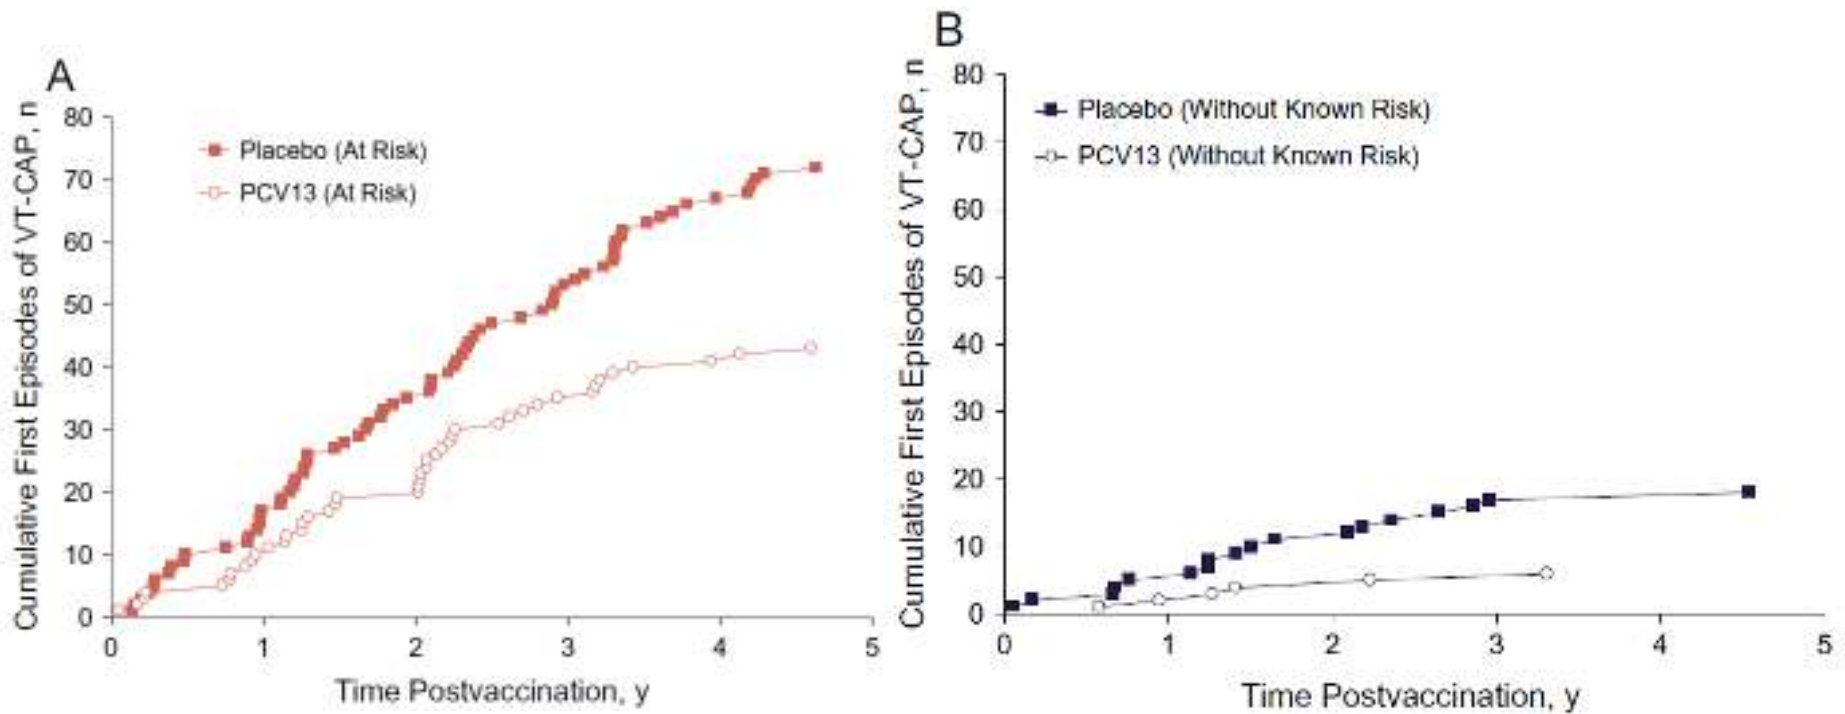 A
Cumulative First Episodes of VT-CAP, n
80
70
60
50
40
30
20
10
0
Placebo (At Risk)
PCV13 (At Risk)
0 1 2 3 4 5
Time Postvaccination, y
B
Cumulative First Episodes of VT-CAP, n
80
70
60
50
40
30
20
10
0
Placebo (Without Known Risk)
PCV13 (Without Known Risk)
0 1 2 3 4 5
Time Postvaccination, y